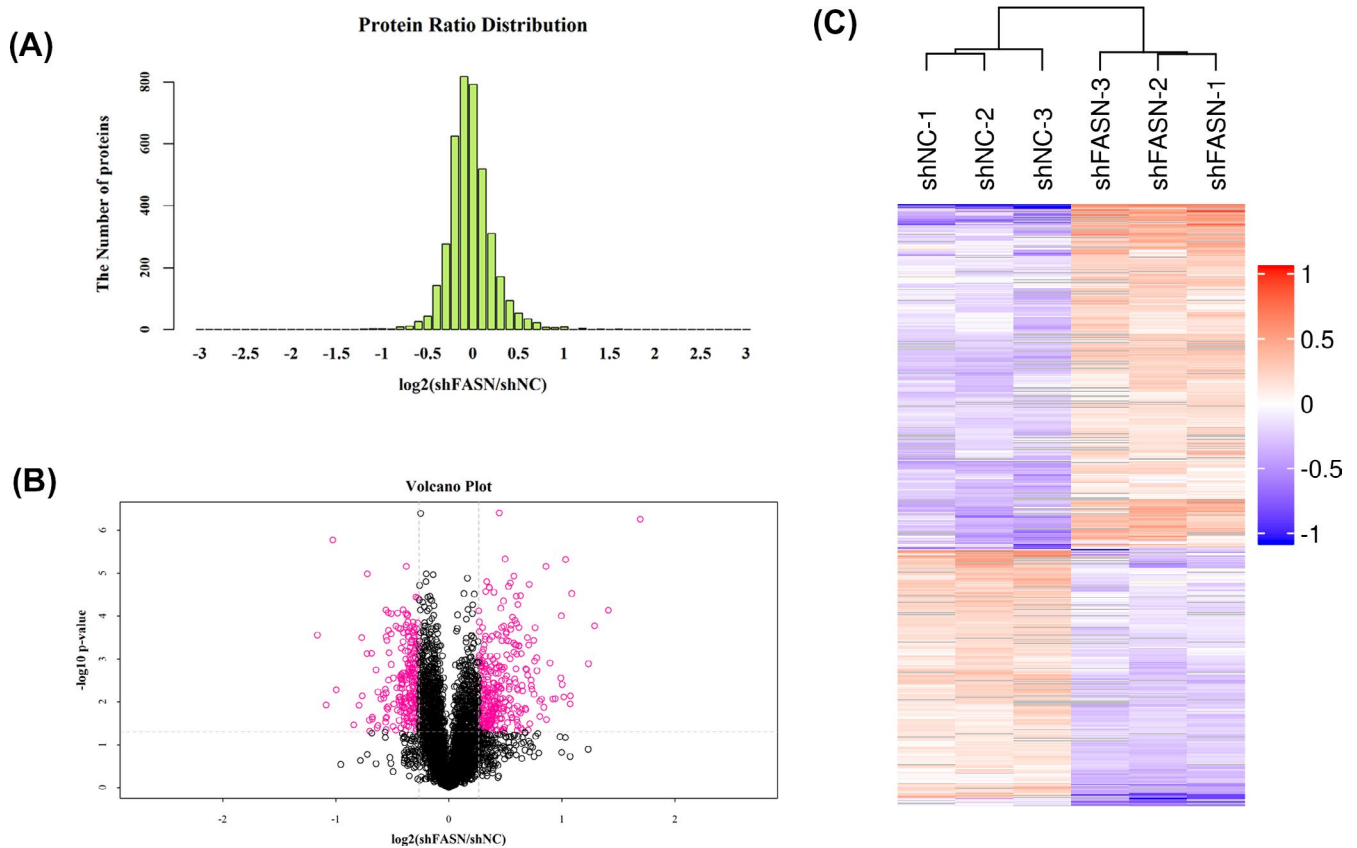 (A)
Protein Ratio Distribution
The Number of proteins
800
600
400
200
0
-3 -2.5 -2 -1.5 -1 -0.5 0 0.5 1 1.5 2 2.5 3
log2(shFASN/shNC)
(B)
Volcano Plot
-log10 p-value
6
5
4
3
2
1
0
-2 -1 0 1 2
log2(shFASN/shNC)
(C)
shNC-1 shNC-2 shNC-3 shFASN-3 shFASN-2 shFASN-1
1
0.5
0
-0.5
-1